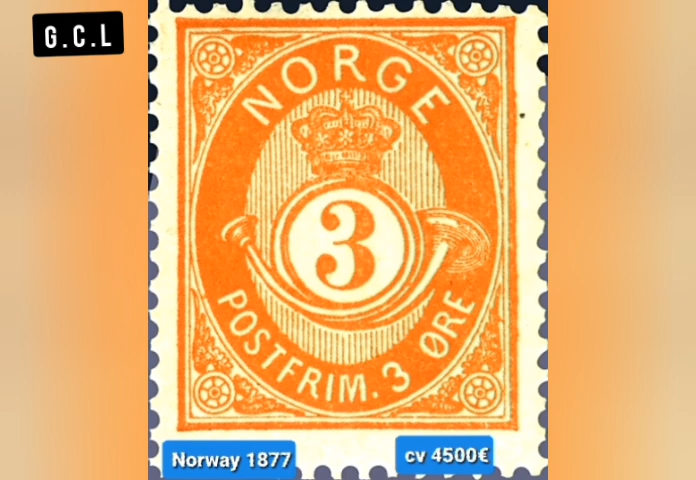 G.C.L
NORGE
3
POSTFRIM. 3 ØRE
Norway 1877
cv 4500€